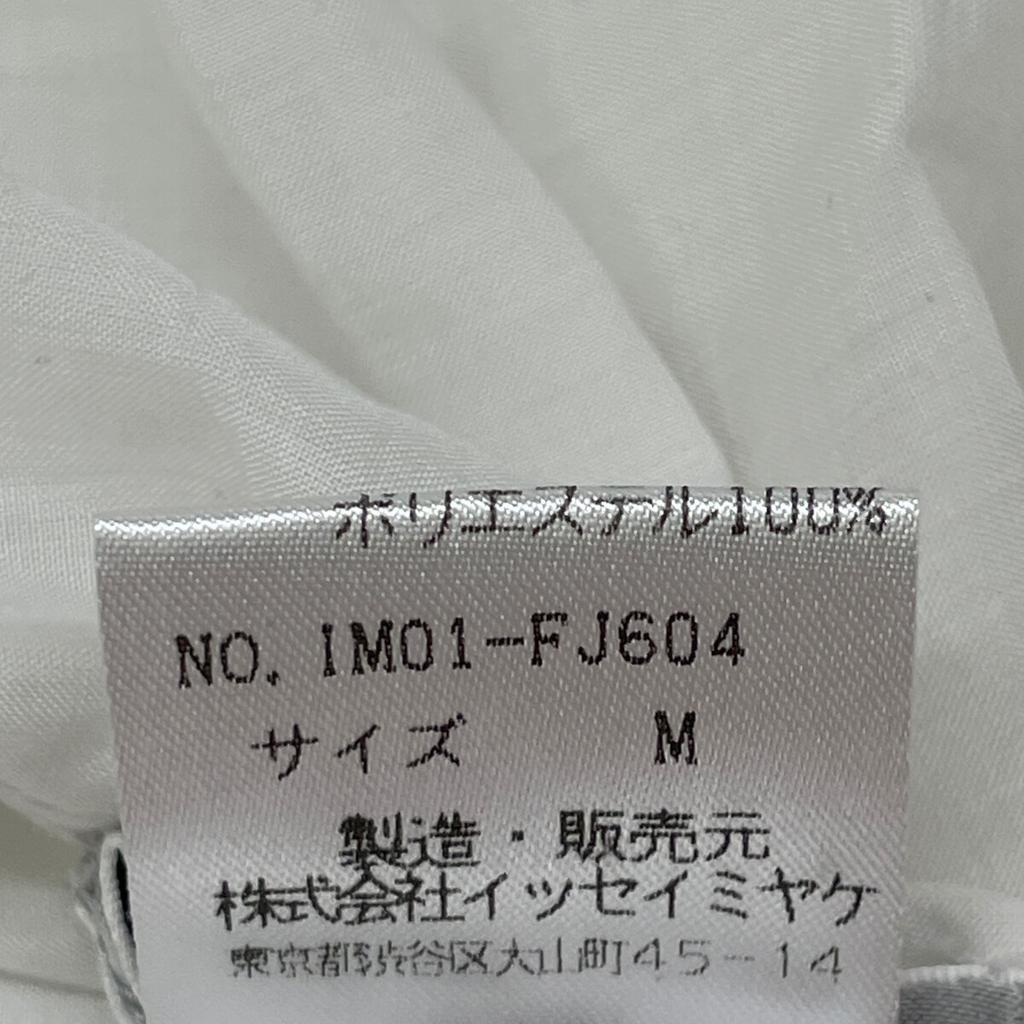 ポリエステル100%
NO. IM01-FJ604
サイズ M
製造・販売元
株式会社イッセイミヤケ
東京都渋谷区大山町45-14